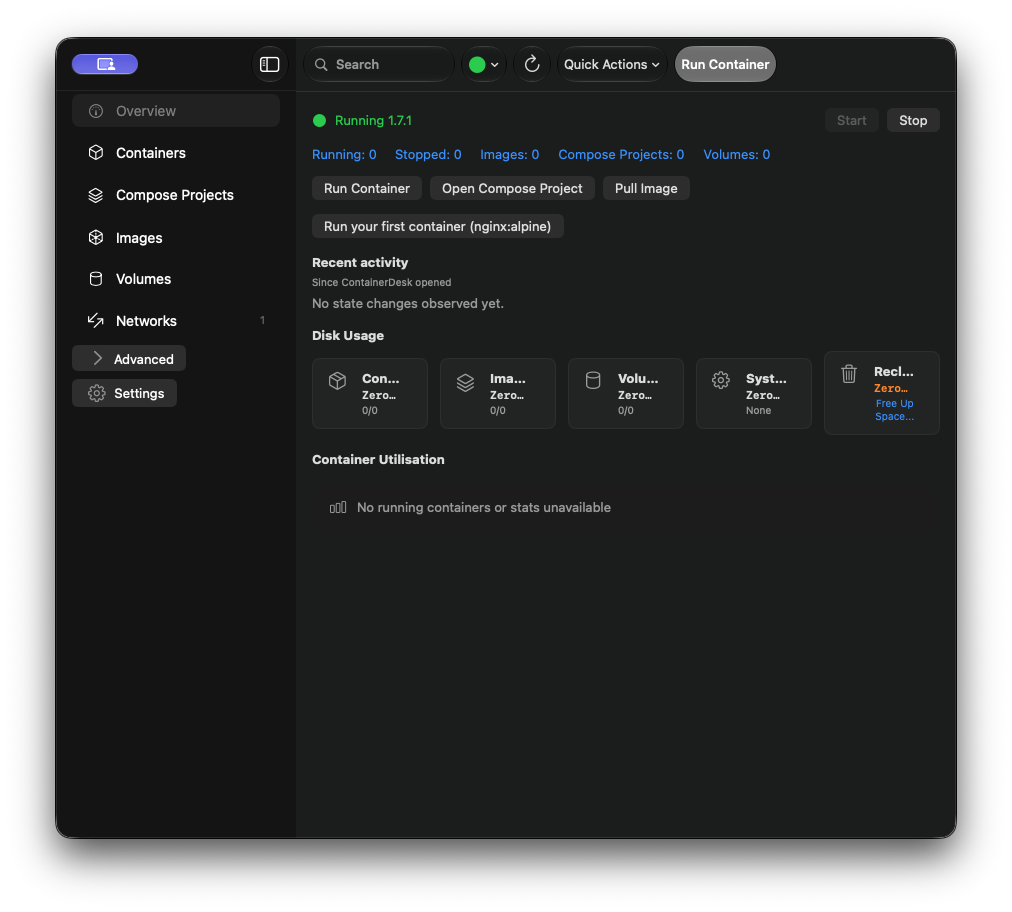 Search
Quick Actions
Run Container
Overview
Containers
Compose Projects
Images
Volumes
Networks 1
Advanced
Settings
Running 1.7.1
Start
Stop
Running: 0 Stopped: 0 Images: 0 Compose Projects: 0 Volumes: 0
Run Container
Open Compose Project
Pull Image
Run your first container (nginx:alpine)
Recent activity
Since ContainerDesk opened
No state changes observed yet.
Disk Usage
Con...
Zero…
0/0
Ima...
Zero…
0/0
Volu...
Zero…
0/0
Syst...
Zero…
None
Recl...
Zero…
Free Up
Space...
Container Utilisation
No running containers or stats unavailable